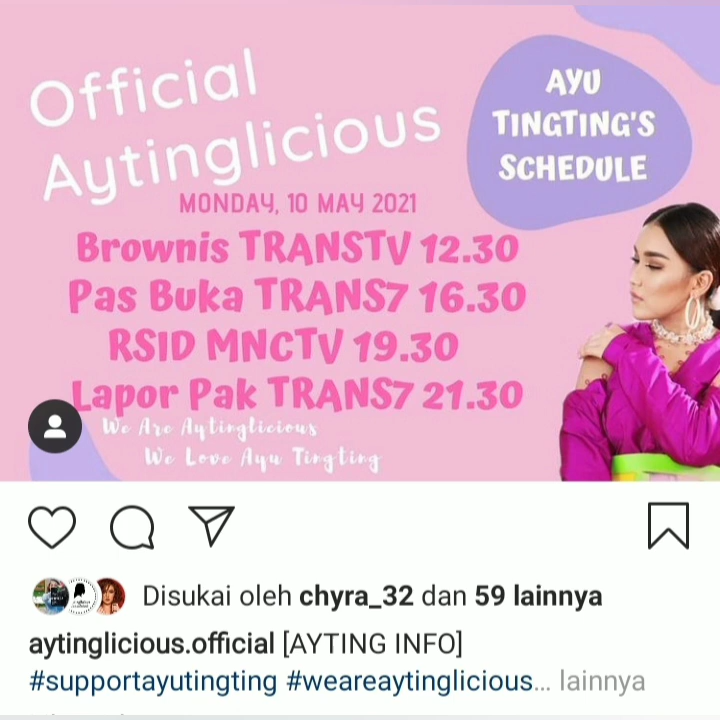 Official
Aytinglicious
AYU
TINGTING'S
SCHEDULE
MONDAY, 10 MAY 2021
Brownis TRANSTV 12.30
Pas Buka TRANS7 16.30
RSID MNCTV 19.30
Lapor Pak TRANS7 21.30
We Are Aytinglicious
We Love Ayu Tingting
Disukai oleh chyra_32 dan 59 lainnya
aytinglicious.official [AYTING INFO]
#supportayutingting #weareaytinglicious... lainnya